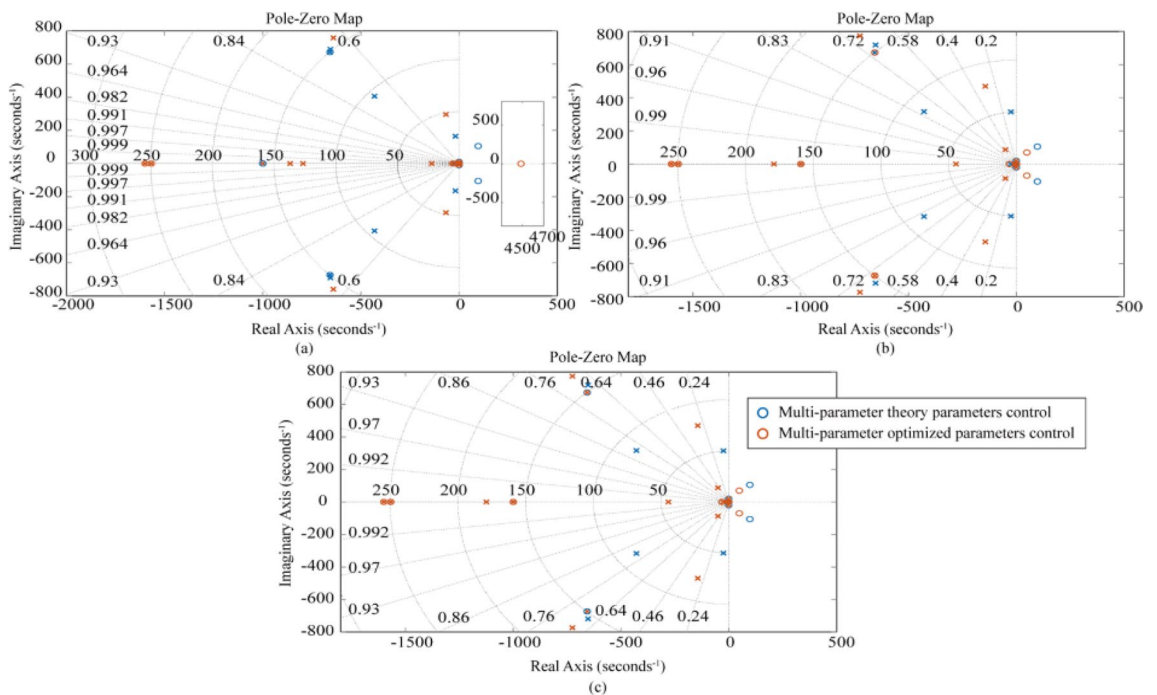 Pole-Zero Map
800
600
400
200
0
-200
-400
-600
-800
Imaginary Axis (seconds-1)
0.93 0.84 0.6
0.964
0.982
0.991
0.997
0.999
300 250 200 150 100 50
0.999
0.997
0.991
0.982
0.964
0.93 0.84 0.6
500
0
-500
4500 4700
-2000 -1500 -1000 -500 0 500
Real Axis (seconds-1)
(a)
Pole-Zero Map
800
600
400
200
0
-200
-400
-600
-800
Imaginary Axis (seconds-1)
0.91 0.83 0.72 0.58 0.4 0.2
0.96
0.99
250 200 150 100 50
0.99
0.96
0.91 0.83 0.72 0.58 0.4 0.2
-1500 -1000 -500 0 500
Real Axis (seconds-1)
(b)
Pole-Zero Map
800
600
400
200
0
-200
-400
-600
-800
Imaginary Axis (seconds-1)
0.93 0.86 0.76 0.64 0.46 0.24
0.97
0.992
250 200 150 100 50
0.992
0.97
0.93 0.86 0.76 0.64 0.46 0.24
-1500 -1000 -500 0 500
Real Axis (seconds-1)
(c)
Multi-parameter theory parameters control
Multi-parameter optimized parameters control